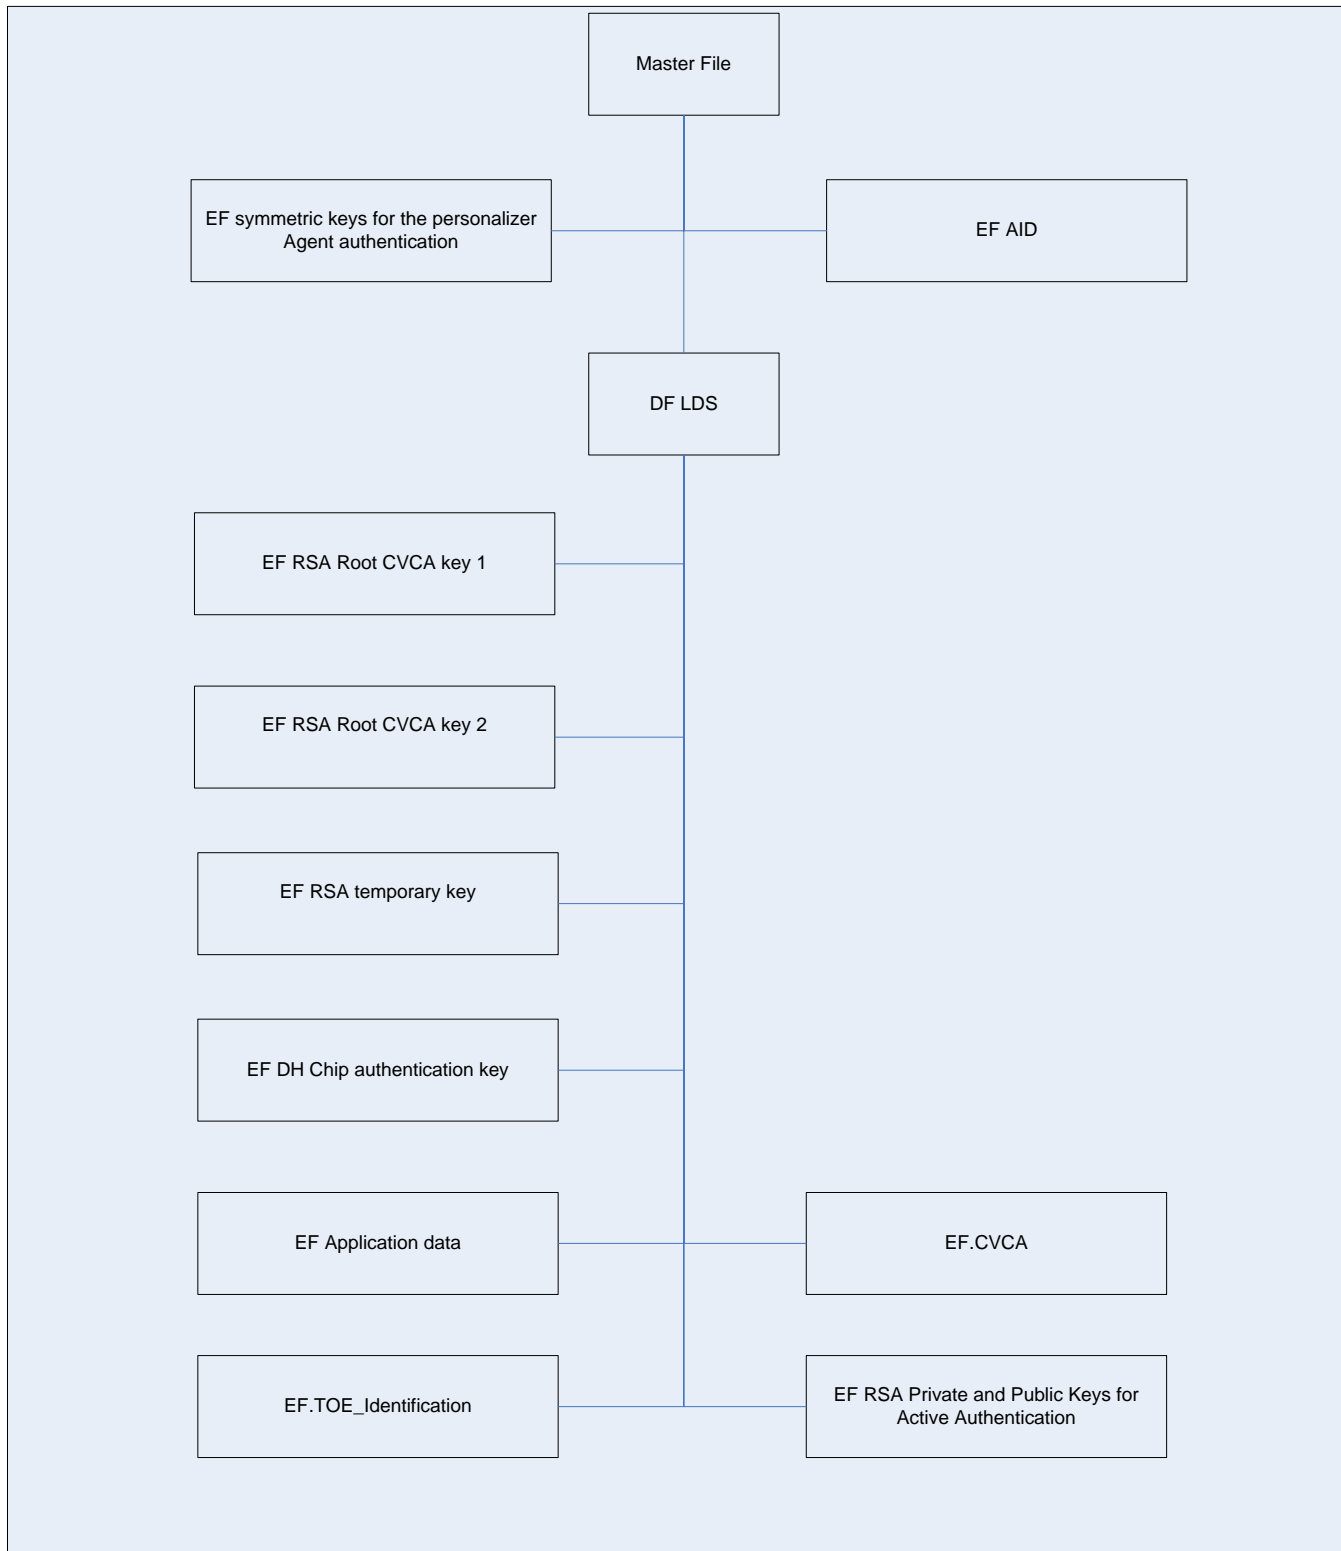 Master File
EF symmetric keys for the personalizer
Agent authentication
EF AID
DF LDS
EF RSA Root CVCA key 1
EF RSA Root CVCA key 2
EF RSA temporary key
EF DH Chip authentication key
EF Application data
EF.CVCA
EF.TOE_Identification
EF RSA Private and Public Keys for
Active Authentication